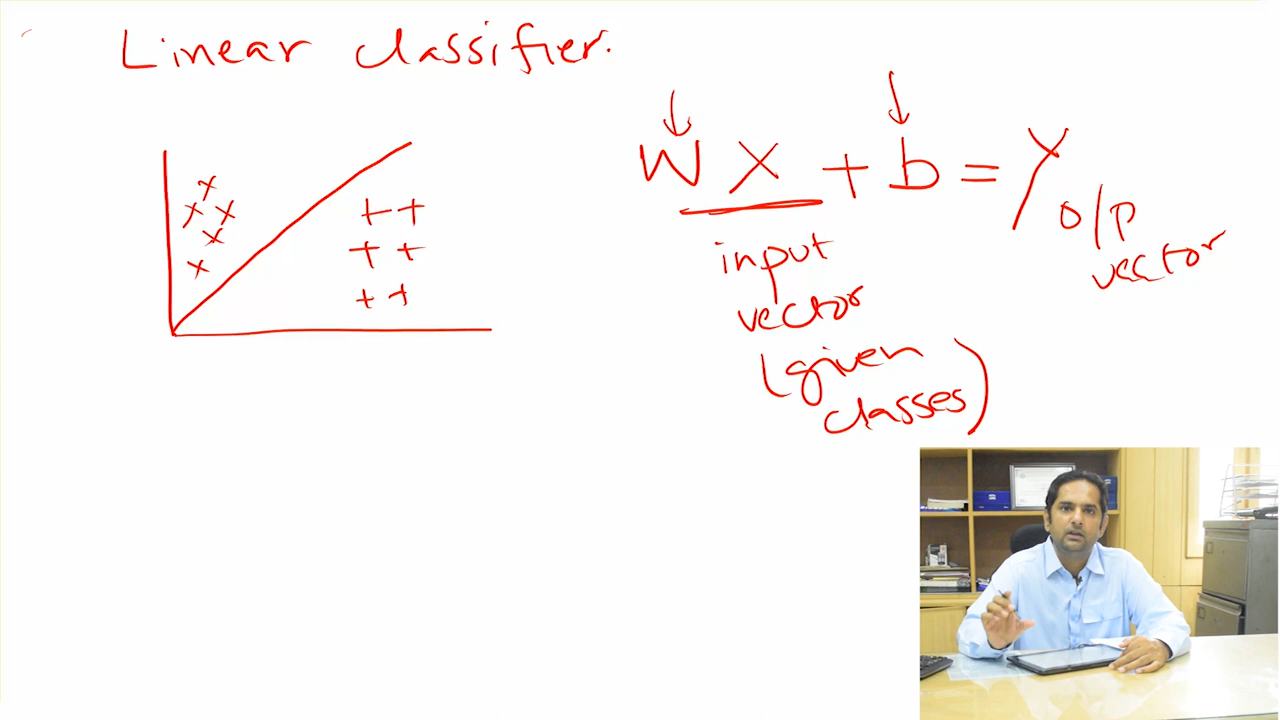 Linear classifier.
W X + b = Y
O/P
vector
input
vector
(given
classes)